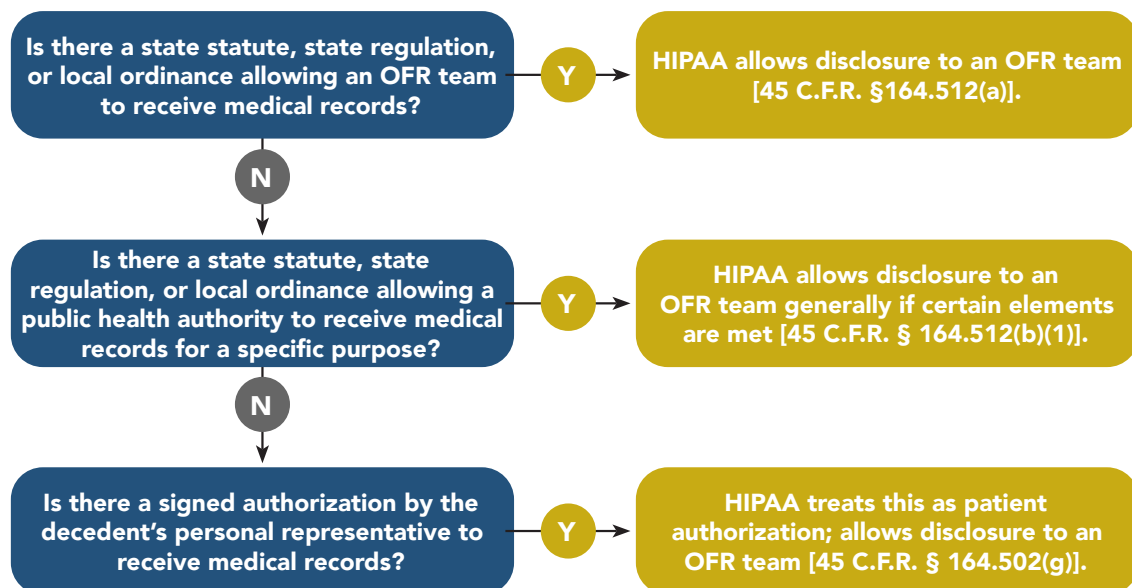 Is there a state statute, state regulation,
or local ordinance allowing an OFR team
to receive medical records?
Y
HIPAA allows disclosure to an OFR team
[45 C.F.R. §164.512(a)].
N
Is there a state statute, state
regulation, or local ordinance allowing a
public health authority to receive medical
records for a specific purpose?
Y
HIPAA allows disclosure to an
OFR team generally if certain elements
are met [45 C.F.R. § 164.512(b)(1)].
N
Is there a signed authorization by the
decedent’s personal representative to
receive medical records?
Y
HIPAA treats this as patient
authorization; allows disclosure to an
OFR team [45 C.F.R. § 164.502(g)].